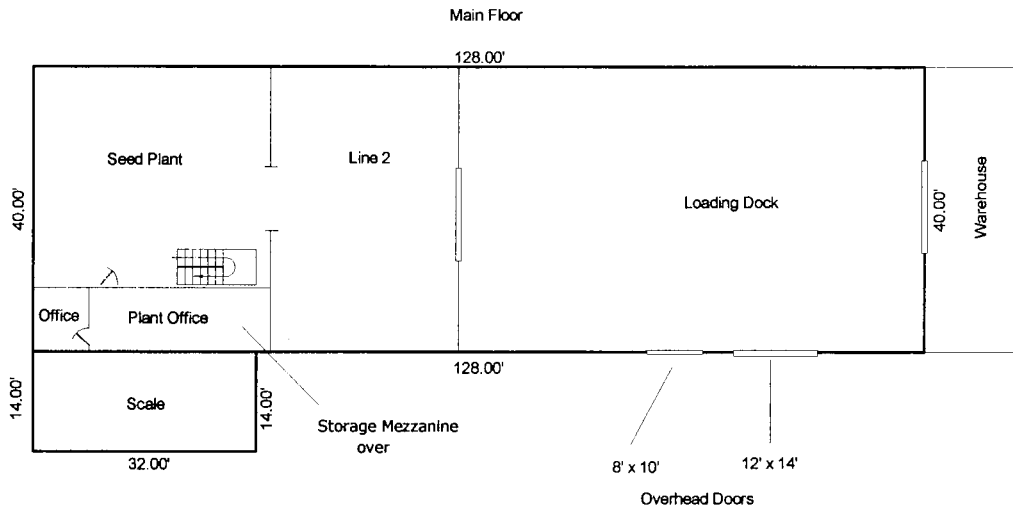 Main Floor
128.00'
Seed Plant
Line 2
Loading Dock
40.00'
40.00'
Warehouse
Office
Plant Office
128.00'
14.00'
Scale
14.00'
Storage Mezzanine
over
32.00'
8' x 10'
12' x 14'
Overhead Doors